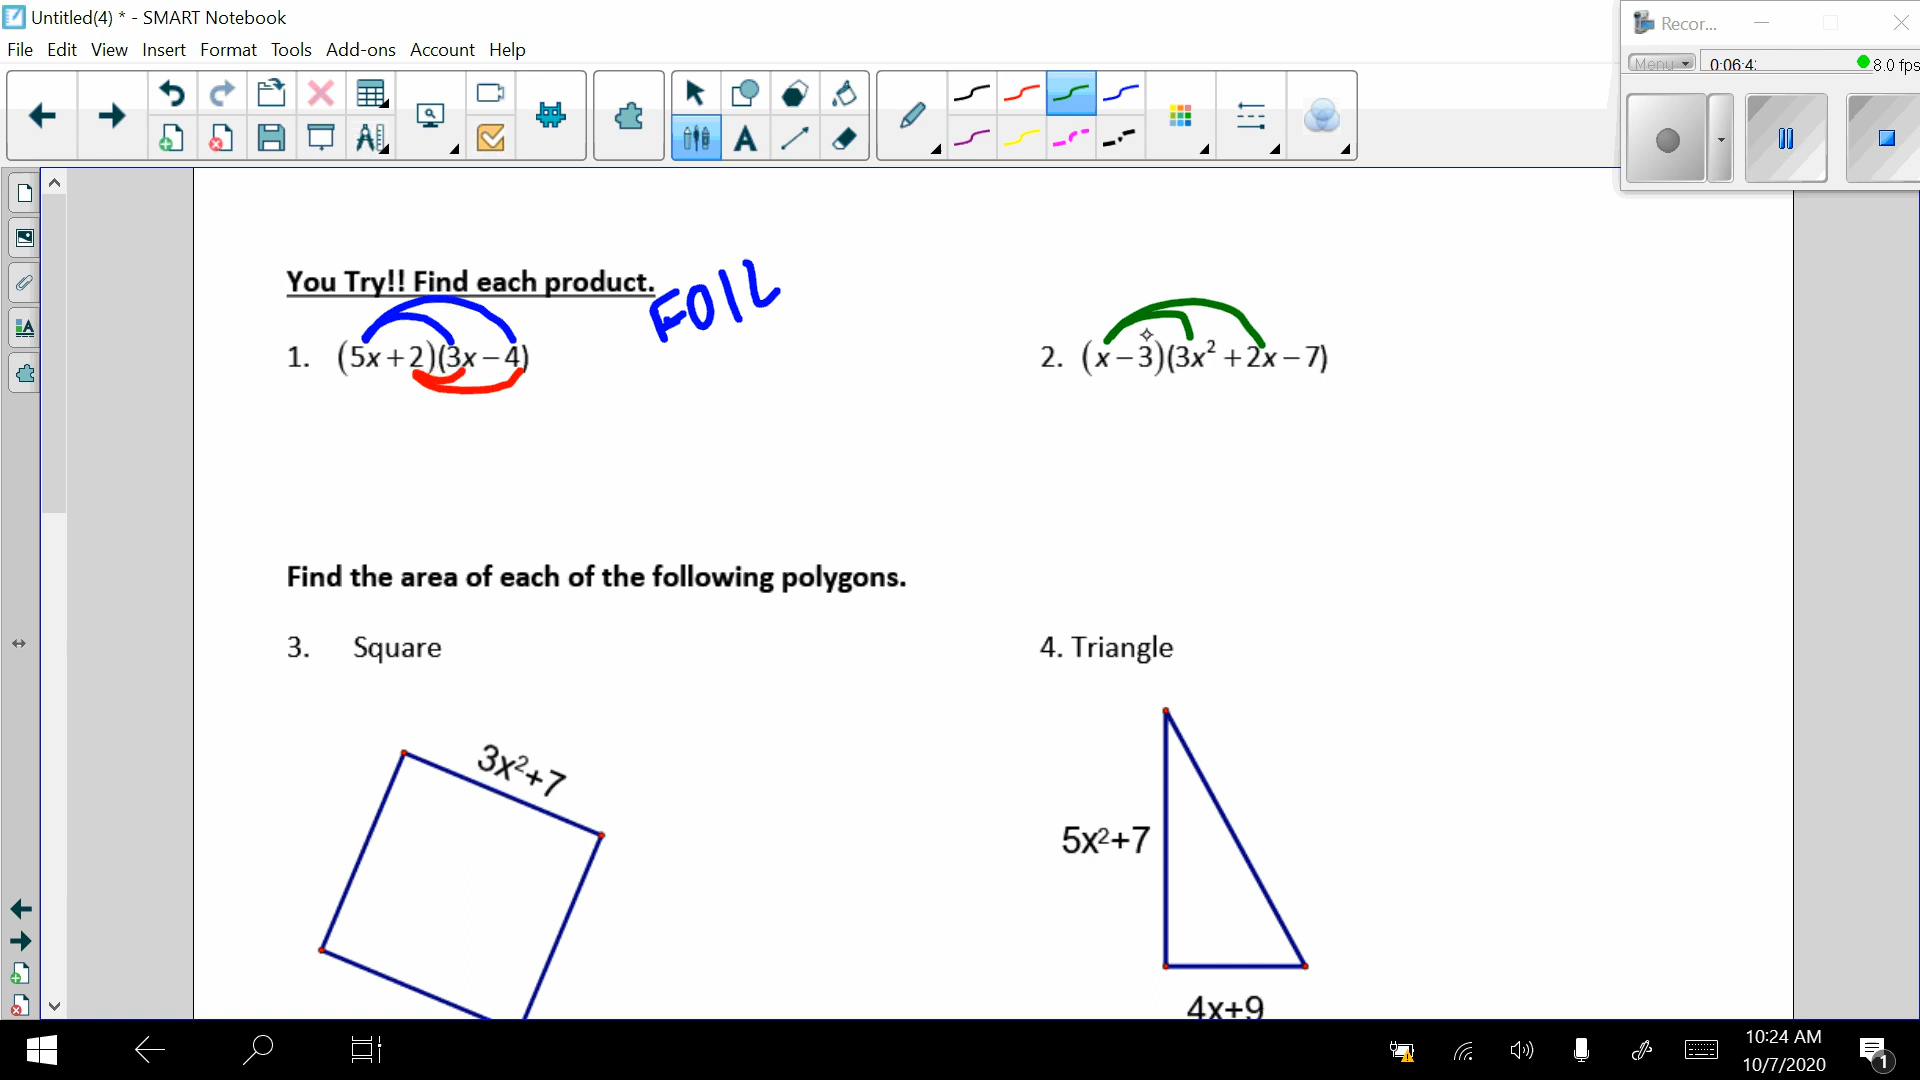 Untitled(4) * - SMART Notebook
Recor...
File Edit View Insert Format Tools Add-ons Account Help
Menu
0:06:4
8.0 fps
You Try!! Find each product.
FOIL
1. (5x+2)(3x−4)
2. (x−3)(3x²+2x−7)
Find the area of each of the following polygons.
3. Square
4. Triangle
3x²+7
5x²+7
4x+9
10:24 AM
10/7/2020
1